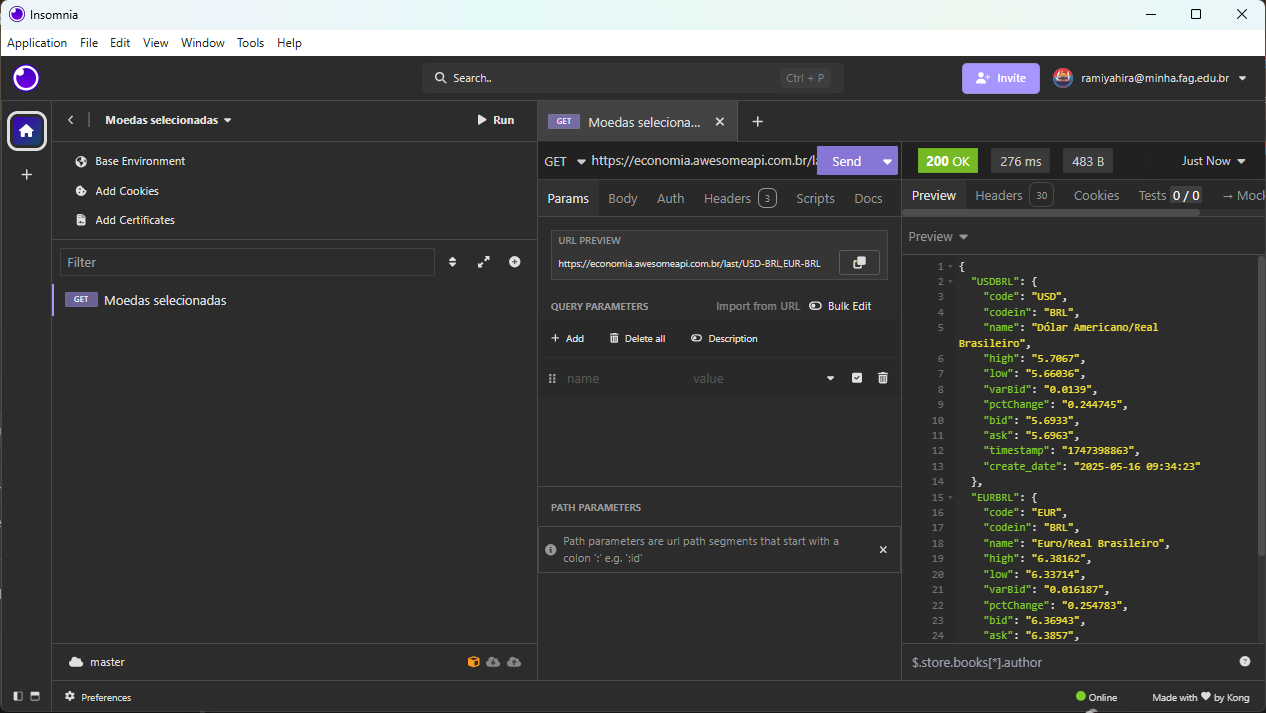 Insomnia
Application File Edit View Window Tools Help
Search.. Ctrl + P
Invite
ramiyahira@minha.fag.edu.br
Moedas selecionadas
Run
Base Environment
Add Cookies
Add Certificates
Filter
GET Moedas selecionadas
master
Preferences
GET Moedas seleciona...
GET https://economia.awesomeapi.com.br/la
Send
Params Body Auth Headers 3 Scripts Docs
URL PREVIEW
https://economia.awesomeapi.com.br/last/USD-BRL,EUR-BRL
QUERY PARAMETERS Import from URL Bulk Edit
Add Delete all Description
name value
PATH PARAMETERS
Path parameters are url path segments that start with a
colon ':' e.g. ':id'
200 OK 276 ms 483 B Just Now
Preview Headers 30 Cookies Tests 0 / 0 → Mock
Preview
1 {
2 "USDBRL": {
3 "code": "USD",
4 "codein": "BRL",
5 "name": "Dólar Americano/Real
Brasileiro",
6 "high": "5.7067",
7 "low": "5.66036",
8 "varBid": "0.0139",
9 "pctChange": "0.244745",
10 "bid": "5.6933",
11 "ask": "5.6963",
12 "timestamp": "1747398863",
13 "create_date": "2025-05-16 09:34:23"
14 },
15 "EURBRL": {
16 "code": "EUR",
17 "codein": "BRL",
18 "name": "Euro/Real Brasileiro",
19 "high": "6.38162",
20 "low": "6.33714",
21 "varBid": "0.016187",
22 "pctChange": "0.254783",
23 "bid": "6.36943",
24 "ask": "6.3857",
$.store.books[*].author
Online
Made with ♥ by Kong